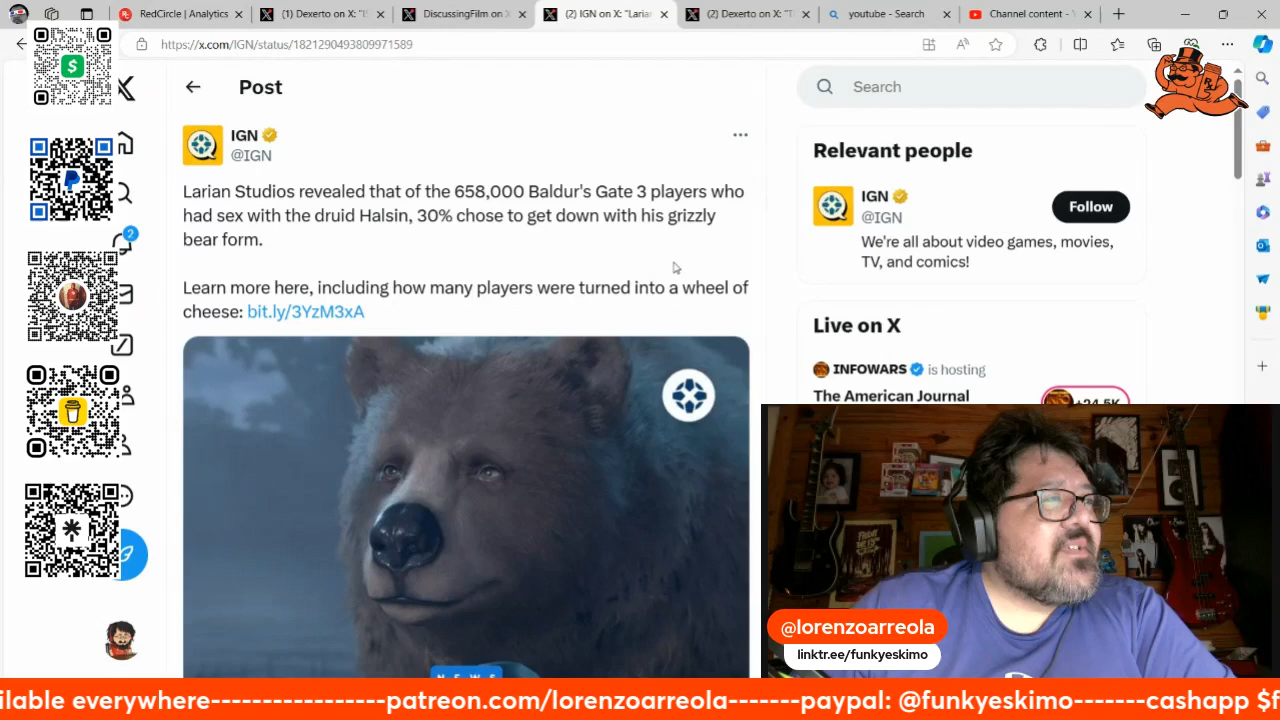 RedCircle | Analytics
(1) Dexerto on X: "
DiscussingFilm on X
(2) IGN on X: "Laria
(2) Dexerto on X: "
youtube - Search
Channel content -
https://x.com/IGN/status/1821290493809971589
Post
Search
IGN
@IGN
Larian Studios revealed that of the 658,000 Baldur's Gate 3 players who
had sex with the druid Halsin, 30% chose to get down with his grizzly
bear form.
Learn more here, including how many players were turned into a wheel of
cheese: bit.ly/3YzM3xA
NEWS
2
Relevant people
IGN
@IGN
Follow
We're all about video games, movies,
TV, and comics!
Live on X
INFOWARS is hosting
The American Journal
+24.5K
@lorenzoarreola
linktr.ee/funkyeskimo
ilable everywhere-----------------patreon.com/lorenzoarreola-------paypal: @funkyeskimo-------cashapp $f